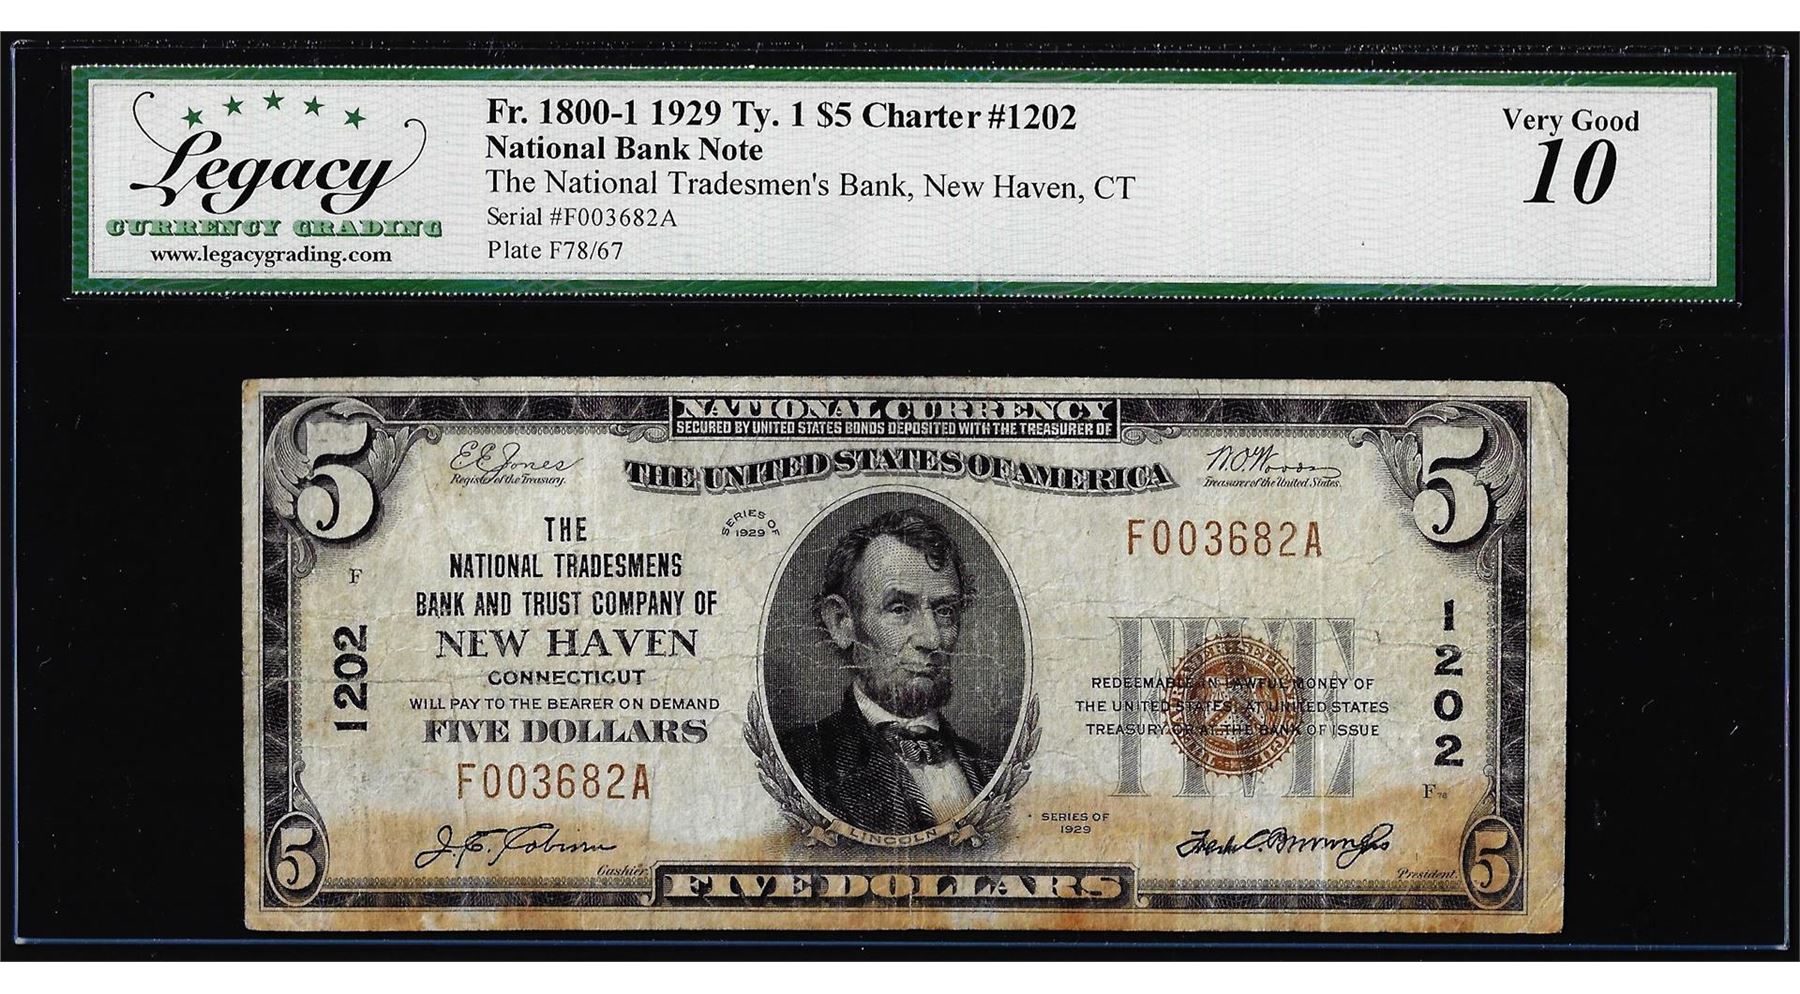 Legacy
CURRENCY GRADING
www.legacygrading.com
Fr. 1800-1 1929 Ty. 1 $5 Charter #1202
National Bank Note
The National Tradesmen's Bank, New Haven, CT
Serial #F003682A
Plate F78/67
Very Good
10
NATIONAL CURRENCY
SECURED BY UNITED STATES BONDS DEPOSITED WITH THE TREASURER OF
THE UNITED STATES OF AMERICA
5
5
E E Jones
Register of the Treasury.
W.O. Woods
Treasurer of the United States.
SERIES OF
1929
THE
NATIONAL TRADESMENS
BANK AND TRUST COMPANY OF
NEW HAVEN
CONNECTICUT
WILL PAY TO THE BEARER ON DEMAND
FIVE DOLLARS
F003682A
F
1202
F003682A
FIVE
REDEEMABLE IN LAWFUL MONEY OF
THE UNITED STATES AT UNITED STATES
TREASURY OR AT THE BANK OF ISSUE
1202
F78
LINCOLN
SERIES OF
1929
Cashier.
President.
5
FIVE DOLLARS
5